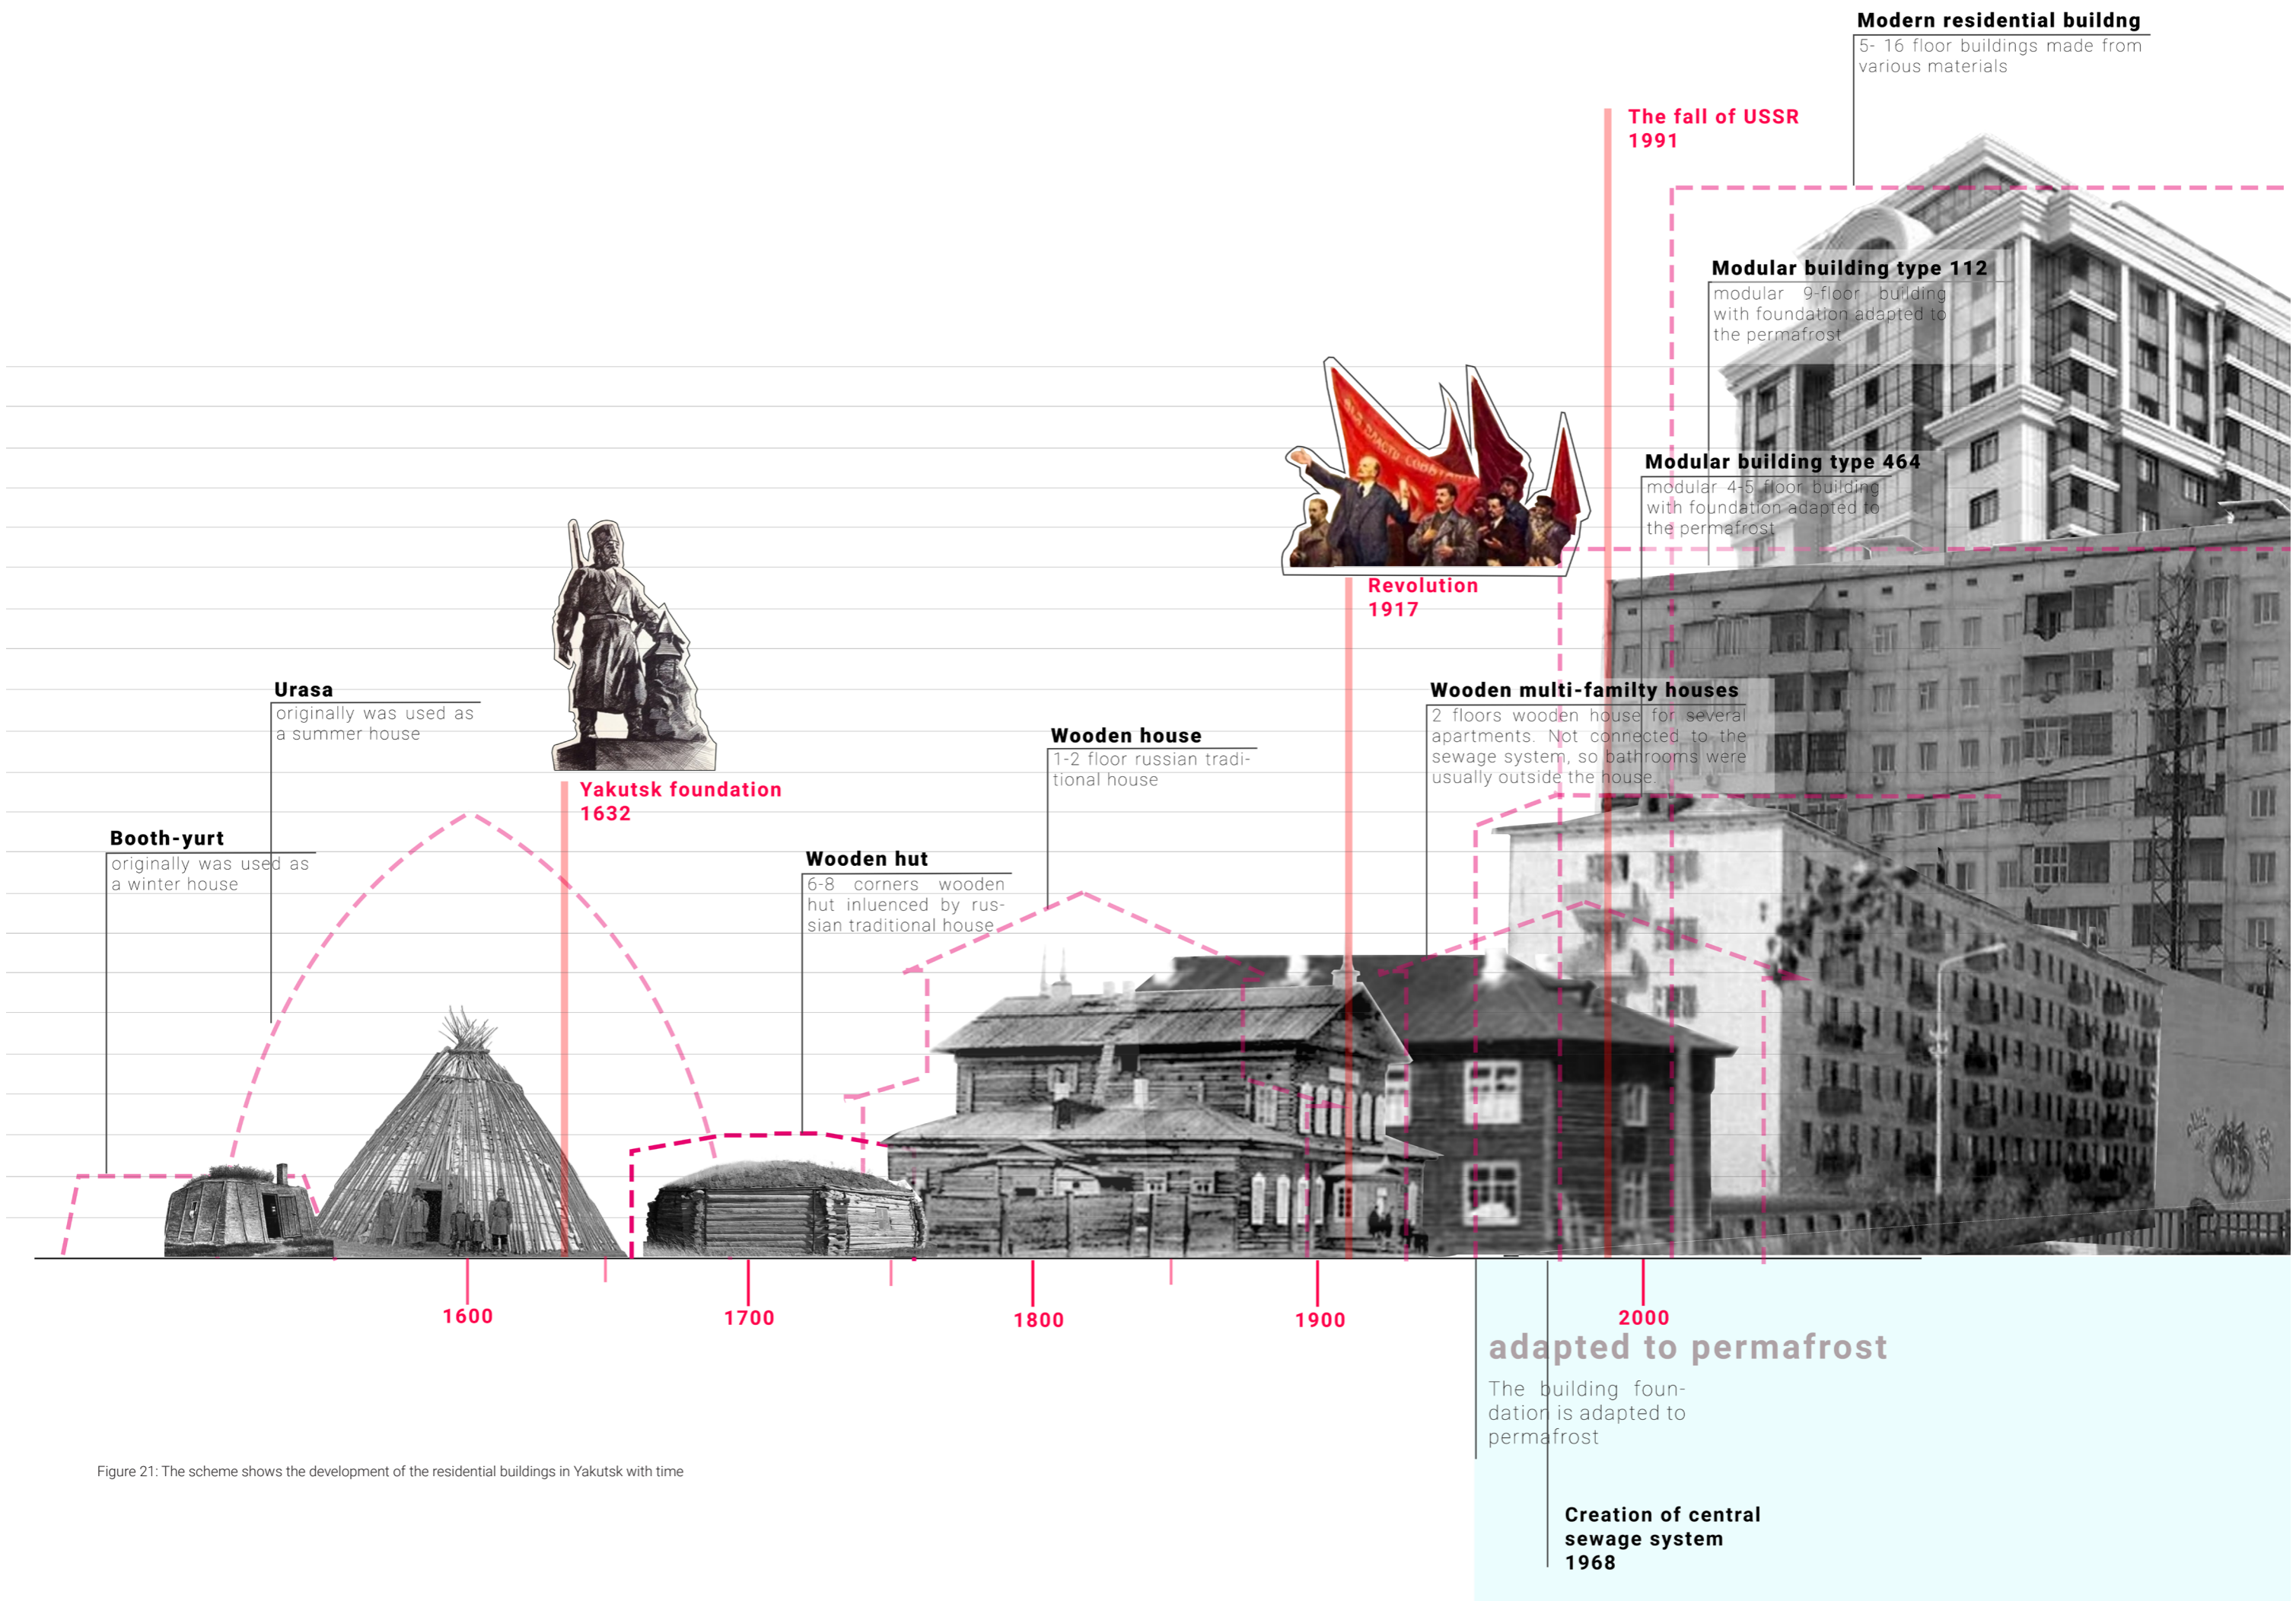 Modern residential buildng
5- 16 floor buildings made from
various materials
The fall of USSR
1991
Modular building type 112
modular 9-floor building
with foundation adapted to
the permafrost
Modular building type 464
modular 4-5 floor building
with foundation adapted to
the permafrost
Revolution
1917
Wooden multi-familty houses
2 floors wooden house for several
apartments. Not connected to the
sewage system, so bathrooms were
usually outside the house.
Urasa
originally was used as
a summer house
Wooden house
1-2 floor russian tradi-
tional house
Yakutsk foundation
1632
Booth-yurt
originally was used as
a winter house
Wooden hut
6-8 corners wooden
hut inluenced by rus-
sian traditional house
1600
1700
1800
1900
2000
adapted to permafrost
The building foun-
dation is adapted to
permafrost
Figure 21: The scheme shows the development of the residential buildings in Yakutsk with time
Creation of central
sewage system
1968